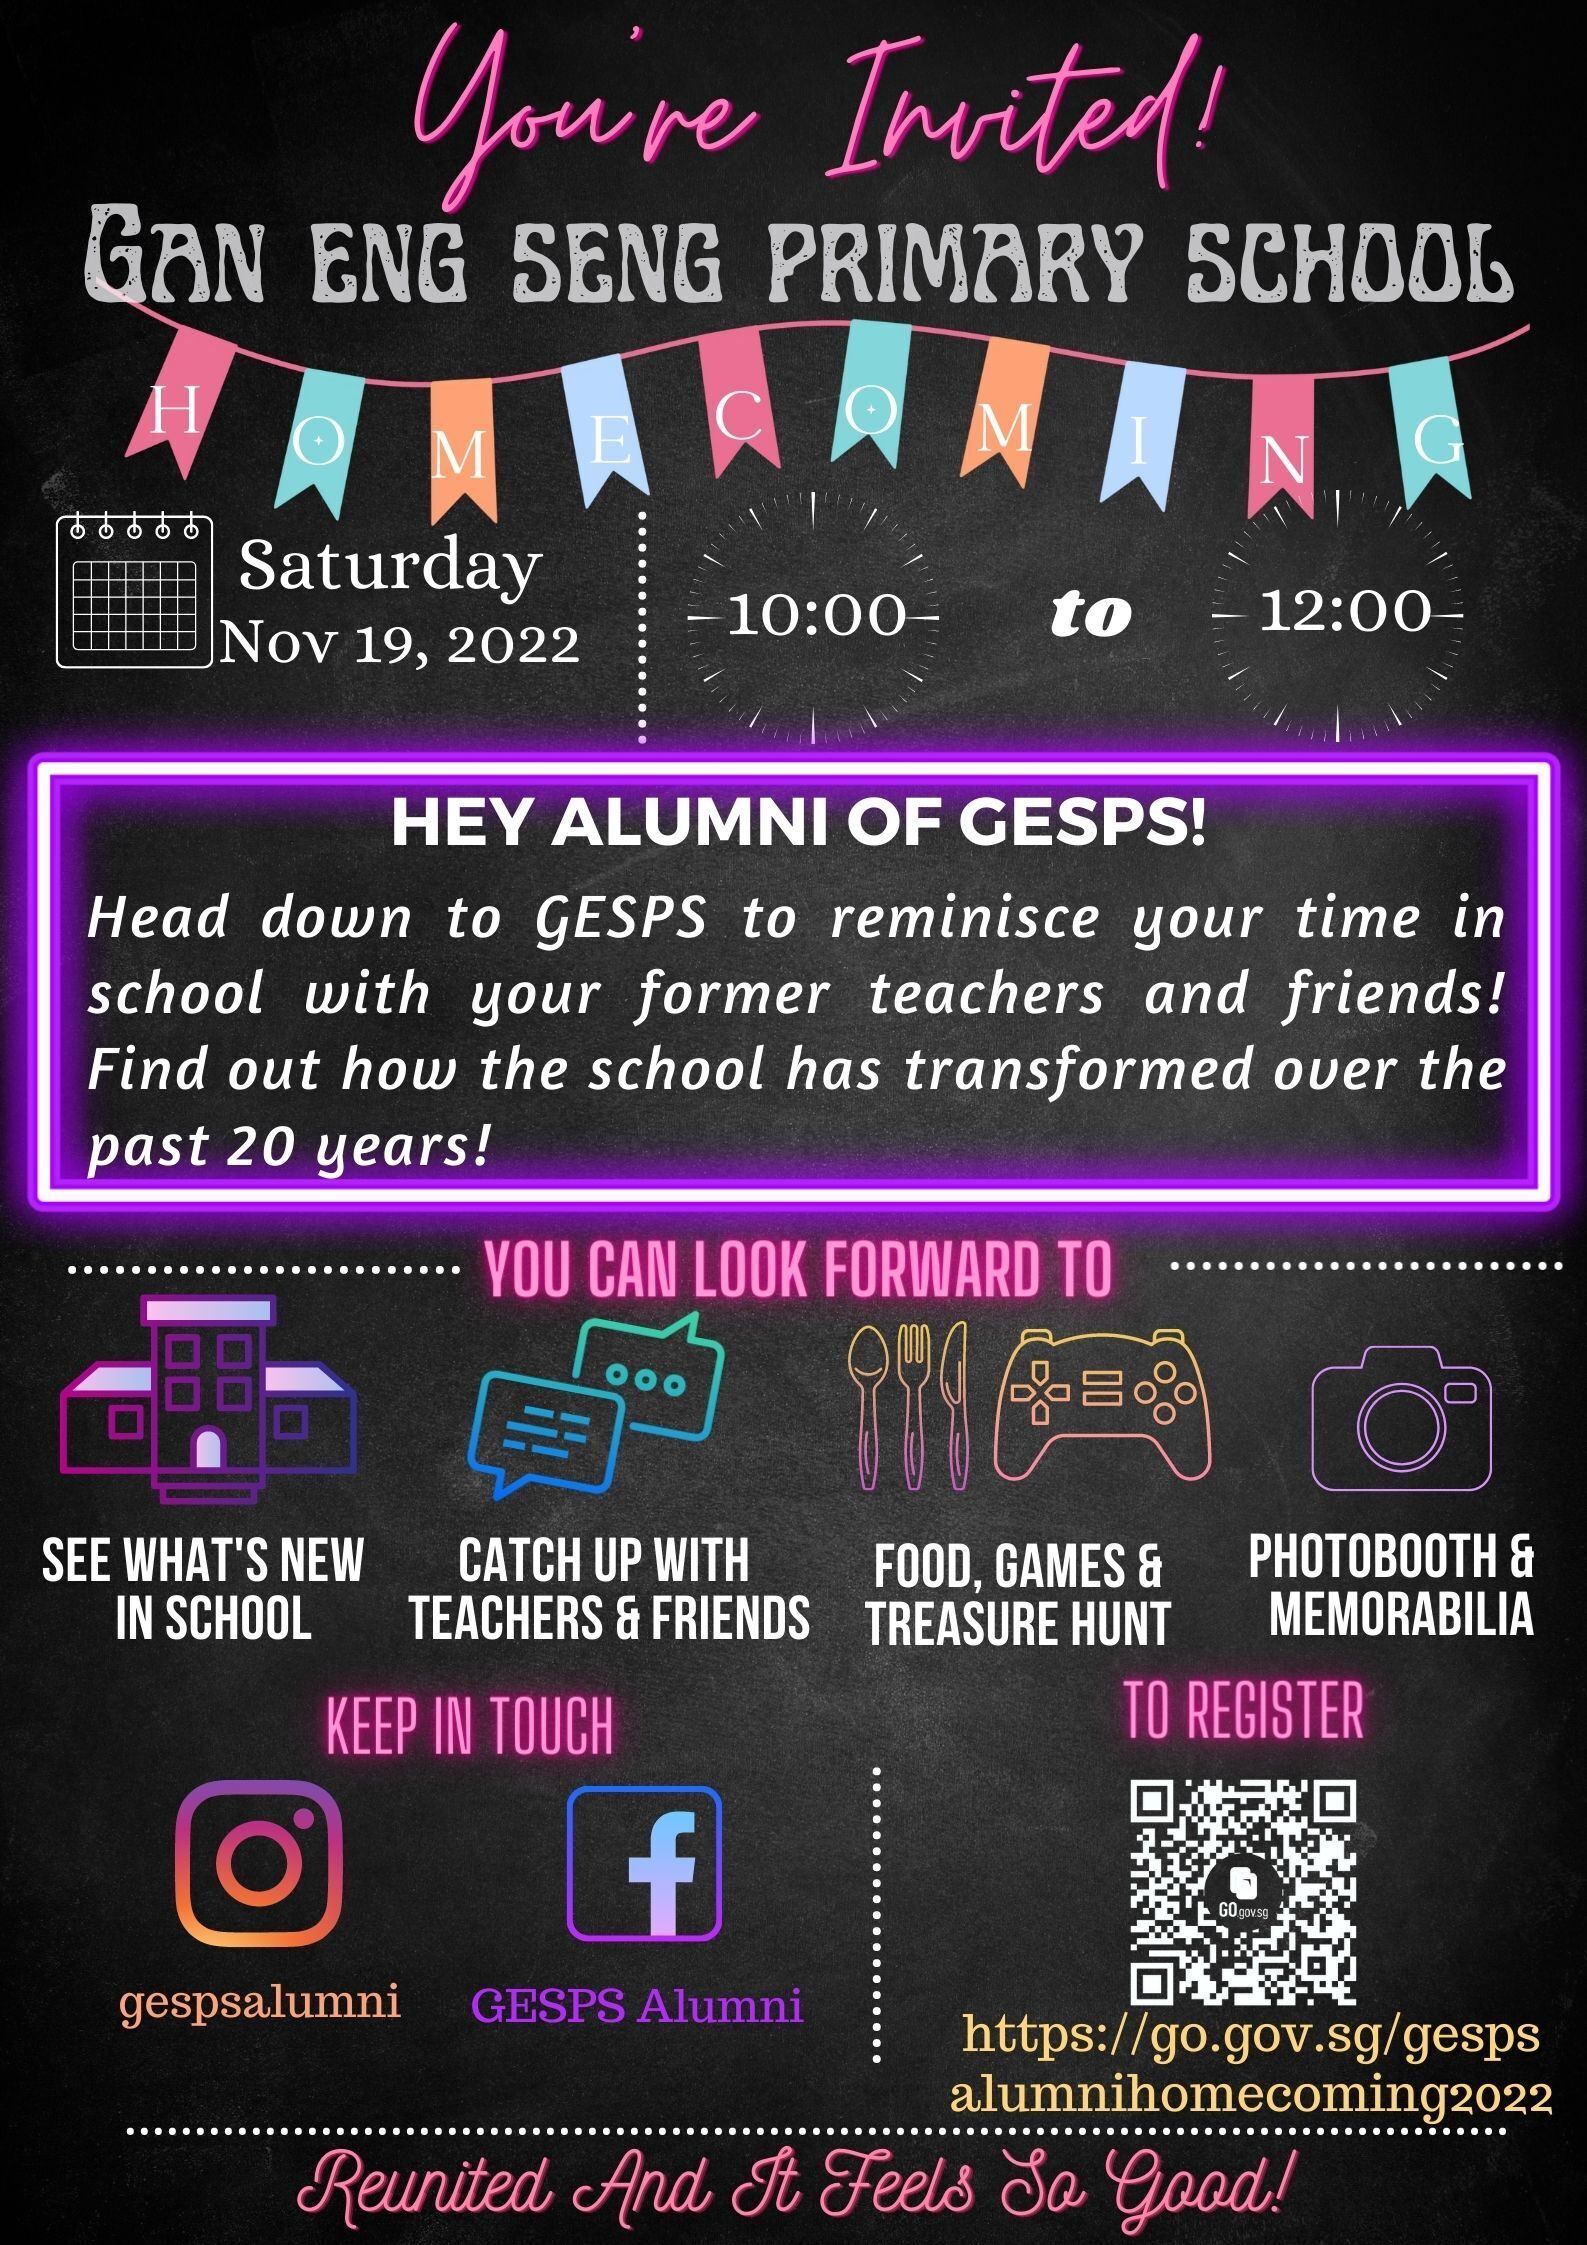 You're Invited!
GAN ENG SENG PRIMARY SCHOOL
HOMECOMING
Saturday
Nov 19, 2022
10:00 to 12:00
HEY ALUMNI OF GESPS!
Head down to GESPS to reminisce your time in
school with your former teachers and friends!
Find out how the school has transformed over the
past 20 years!
YOU CAN LOOK FORWARD TO
SEE WHAT'S NEW
IN SCHOOL
CATCH UP WITH
TEACHERS & FRIENDS
FOOD, GAMES &
TREASURE HUNT
PHOTOBOOTH &
MEMORABILIA
KEEP IN TOUCH
gespsalumni
GESPS Alumni
TO REGISTER
GO.gov.sg
https://go.gov.sg/gesps
alumnihomecoming2022
Reunited And It Feels So Good!